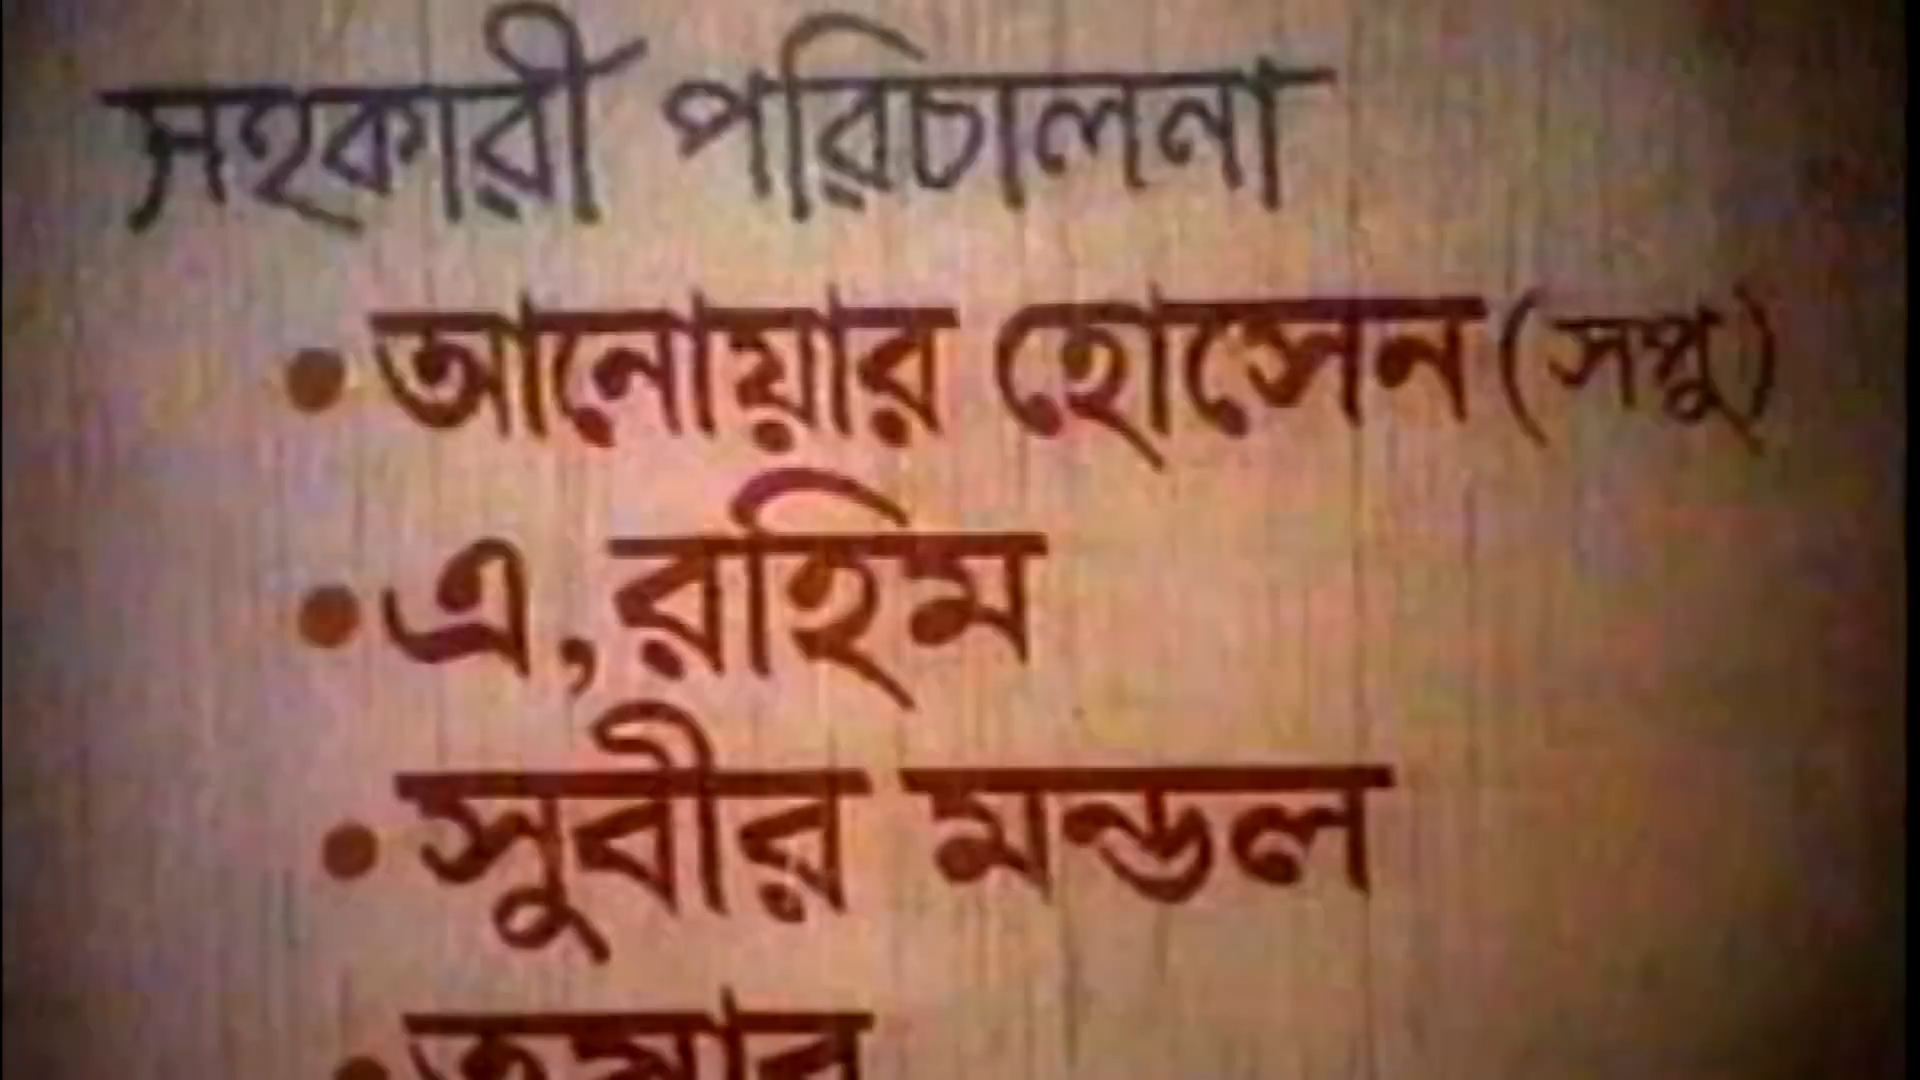 সহকারী পরিচালনা
• আনোয়ার হোসেন (সপু)
• এ, রহিম
• সুবীর মন্ডল